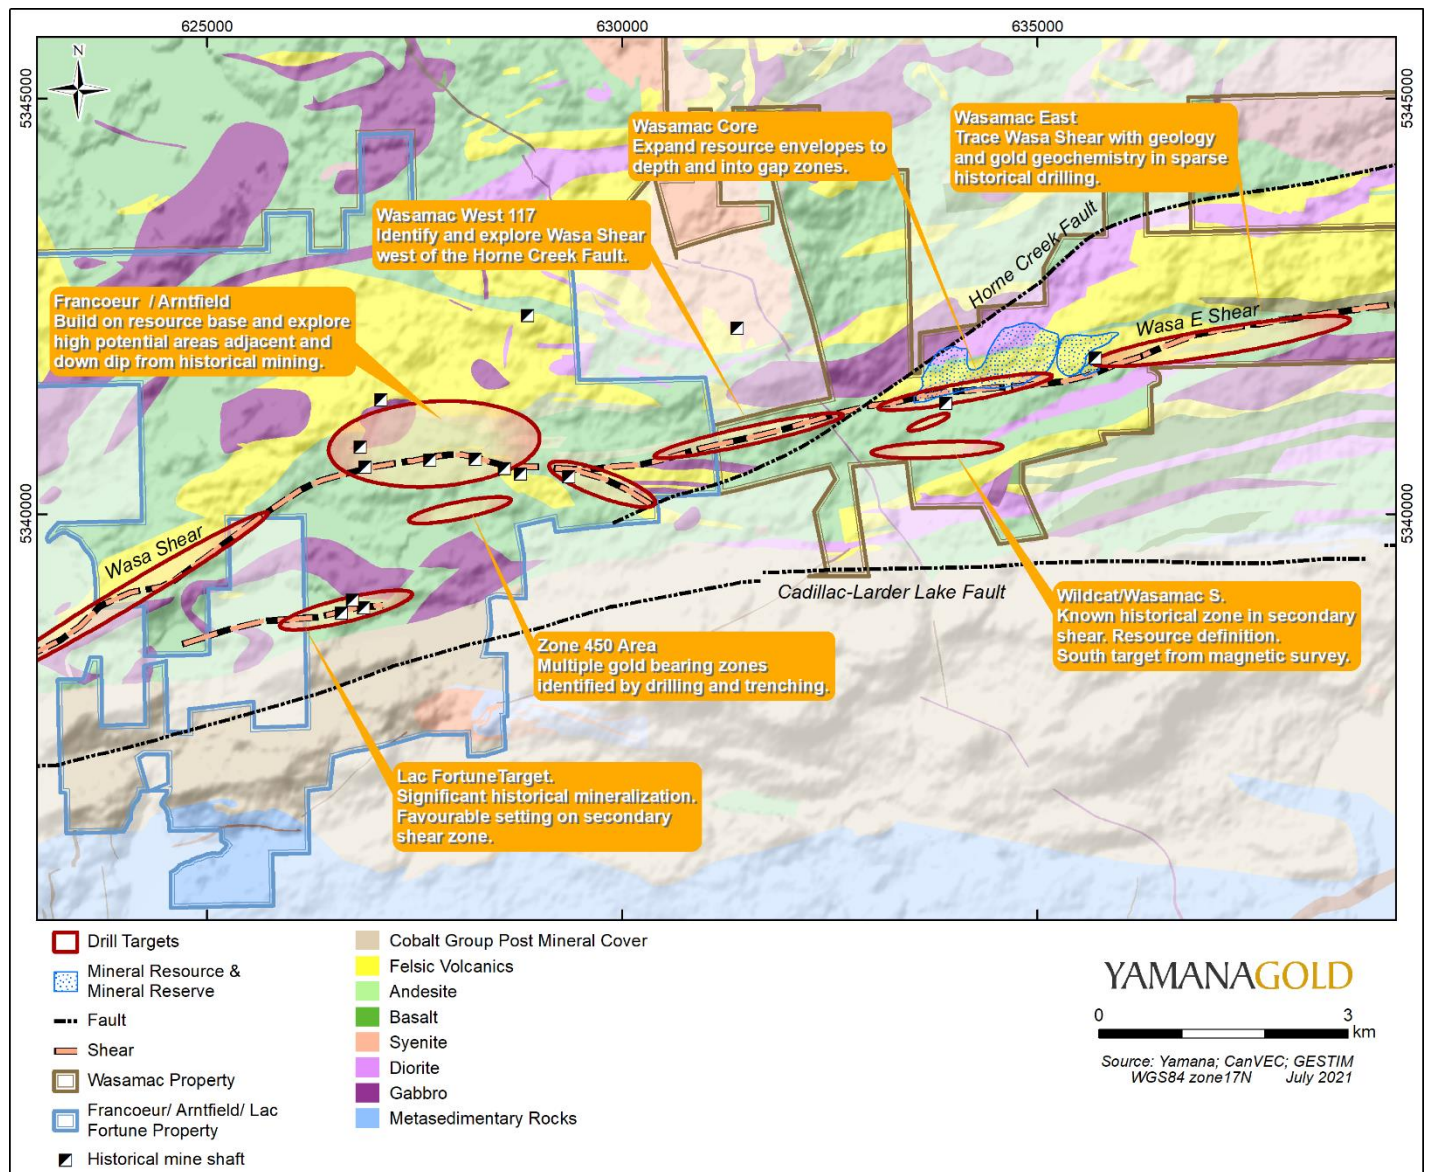 625000
630000
635000
5345000
5345000
5340000
5340000
N
Wasamac Core
Expand resource envelopes to
depth and into gap zones.
Wasamac East
Trace Wasa Shear with geology
and gold geochemistry in sparse
historical drilling.
Wasamac West 117
Identify and explore Wasa Shear
west of the Horne Creek Fault.
Francoeur / Arntfield
Build on resource base and explore
high potential areas adjacent and
down dip from historical mining.
Horne Creek Fault
Wasa E Shear
Wasa Shear
Cadillac-Larder Lake Fault
Wildcat/Wasamac S.
Known historical zone in secondary
shear. Resource definition.
South target from magnetic survey.
Zone 450 Area
Multiple gold bearing zones
identified by drilling and trenching.
Lac FortuneTarget.
Significant historical mineralization.
Favourable setting on secondary
shear zone.
Drill Targets
Mineral Resource &
Mineral Reserve
Fault
Shear
Wasamac Property
Francoeur/ Arntfield/ Lac
Fortune Property
Historical mine shaft
Cobalt Group Post Mineral Cover
Felsic Volcanics
Andesite
Basalt
Syenite
Diorite
Gabbro
Metasedimentary Rocks
YAMANAGOLD
0 3
km
Source: Yamana; CanVEC; GESTIM
WGS84 zone17N July 2021